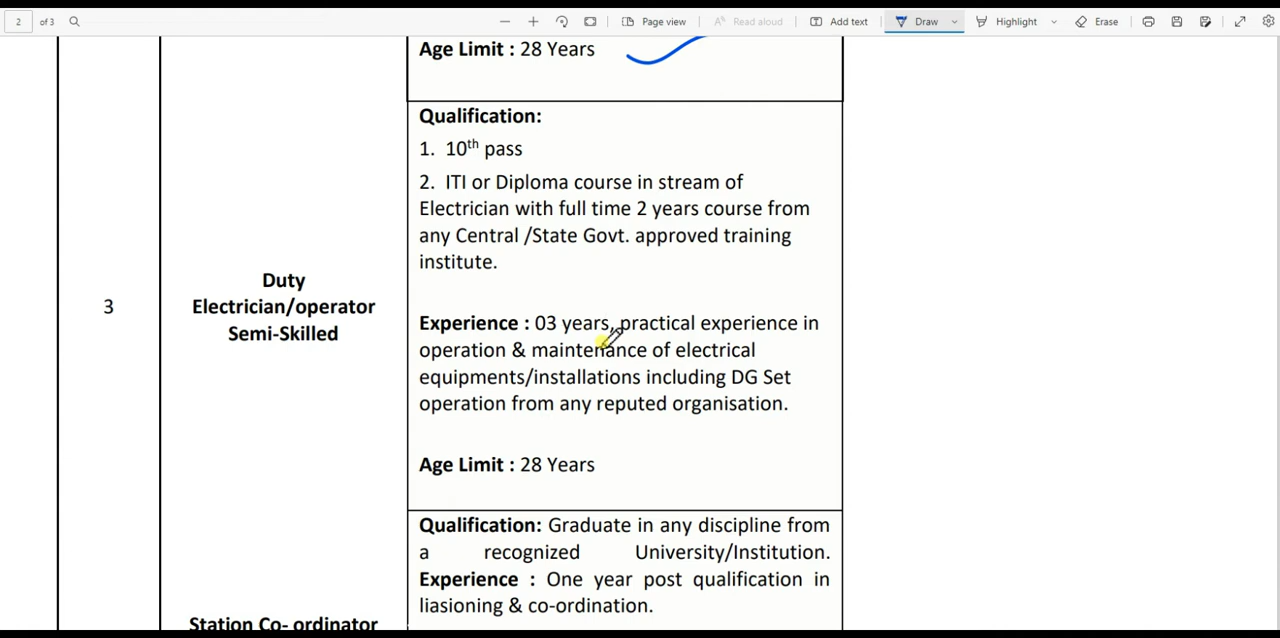 2 of 3 Page view Read aloud Add text Draw Highlight Erase
Age Limit : 28 Years
Qualification:
1. 10th pass
2. ITI or Diploma course in stream of
Electrician with full time 2 years course from
any Central /State Govt. approved training
institute.
3
Duty
Electrician/operator
Semi-Skilled
Experience : 03 years, practical experience in
operation & maintenance of electrical
equipments/installations including DG Set
operation from any reputed organisation.
Age Limit : 28 Years
Qualification: Graduate in any discipline from
a recognized University/Institution.
Experience : One year post qualification in
liasioning & co-ordination.
Station Co- ordinator